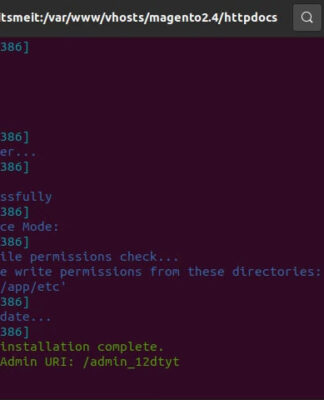 itsmeit:/var/www/vhosts/magento2.4/httpdocs
386]
386]
er...
386]
ssfully
386]
ce Mode:
386]
ile permissions check...
e write permissions from these directories:
/app/etc'
386]
date...
386]
installation complete.
Admin URI: /admin_12dtyt